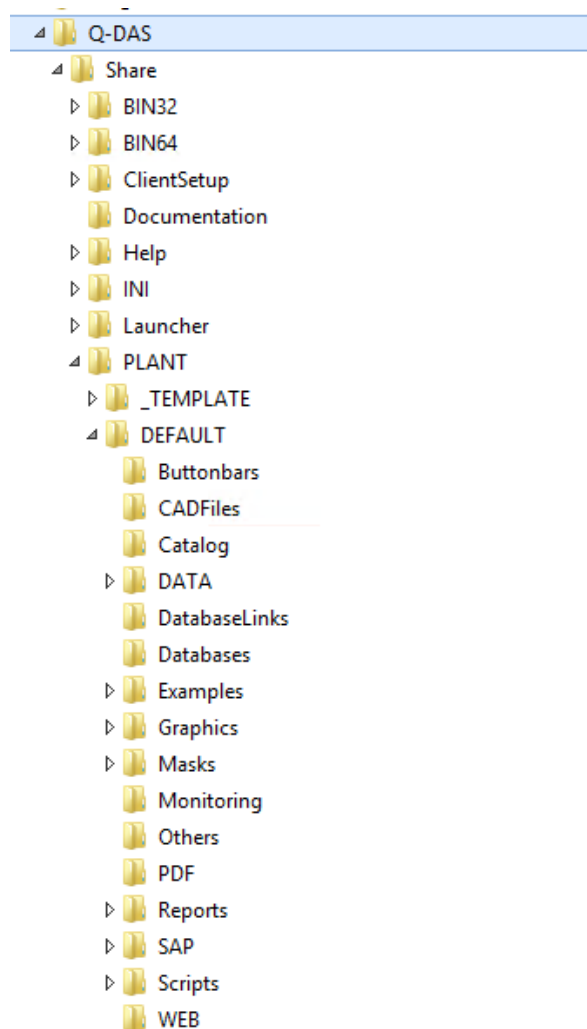 Q-DAS
Share
BIN32
BIN64
ClientSetup
Documentation
Help
INI
Launcher
PLANT
_TEMPLATE
DEFAULT
Buttonbars
CADFiles
Catalog
DATA
DatabaseLinks
Databases
Examples
Graphics
Masks
Monitoring
Others
PDF
Reports
SAP
Scripts
WEB